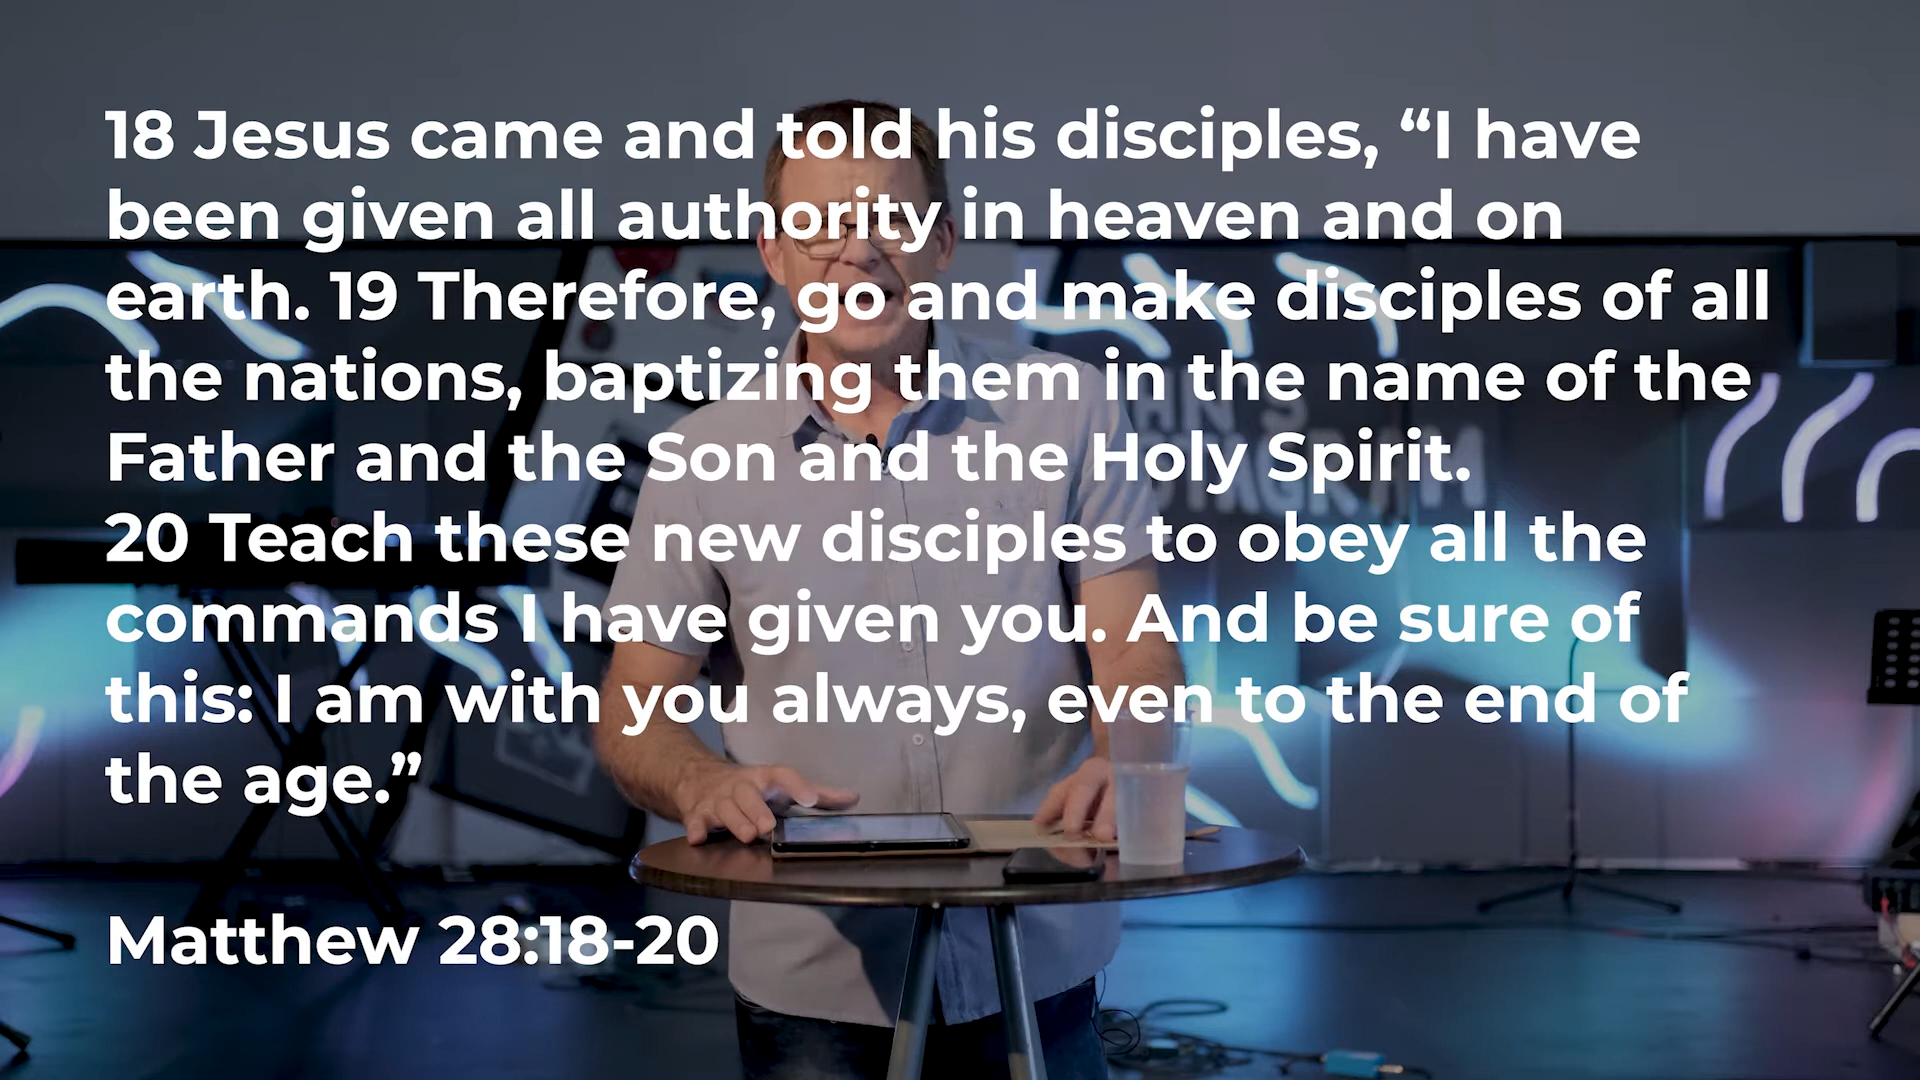 18 Jesus came and told his disciples, “I have
been given all authority in heaven and on
earth. 19 Therefore, go and make disciples of all
the nations, baptizing them in the name of the
Father and the Son and the Holy Spirit.
20 Teach these new disciples to obey all the
commands I have given you. And be sure of
this: I am with you always, even to the end of
the age.”
Matthew 28:18-20